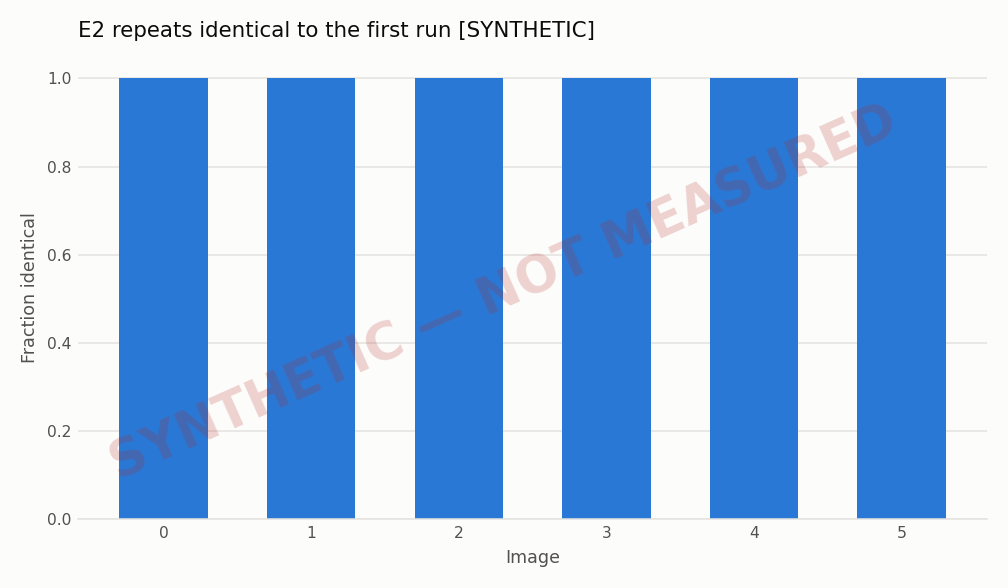 E2 repeats identical to the first run [SYNTHETIC]
1.0
0.8
0.6
0.4
0.2
0.0
Fraction identical
SYNTHETIC — NOT MEASURED
0 1 2 3 4 5
Image